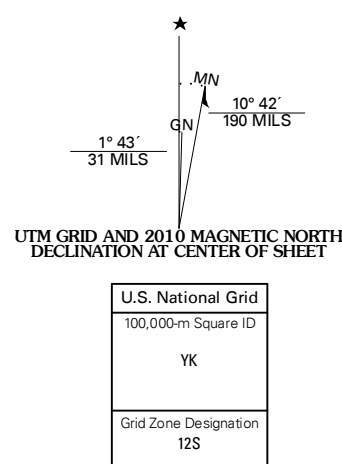 MN
GN
10° 42´
190 MILS
1° 43´
31 MILS
UTM GRID AND 2010 MAGNETIC NORTH
DECLINATION AT CENTER OF SHEET
U.S. National Grid
100,000-m Square ID
YK
Grid Zone Designation
12S